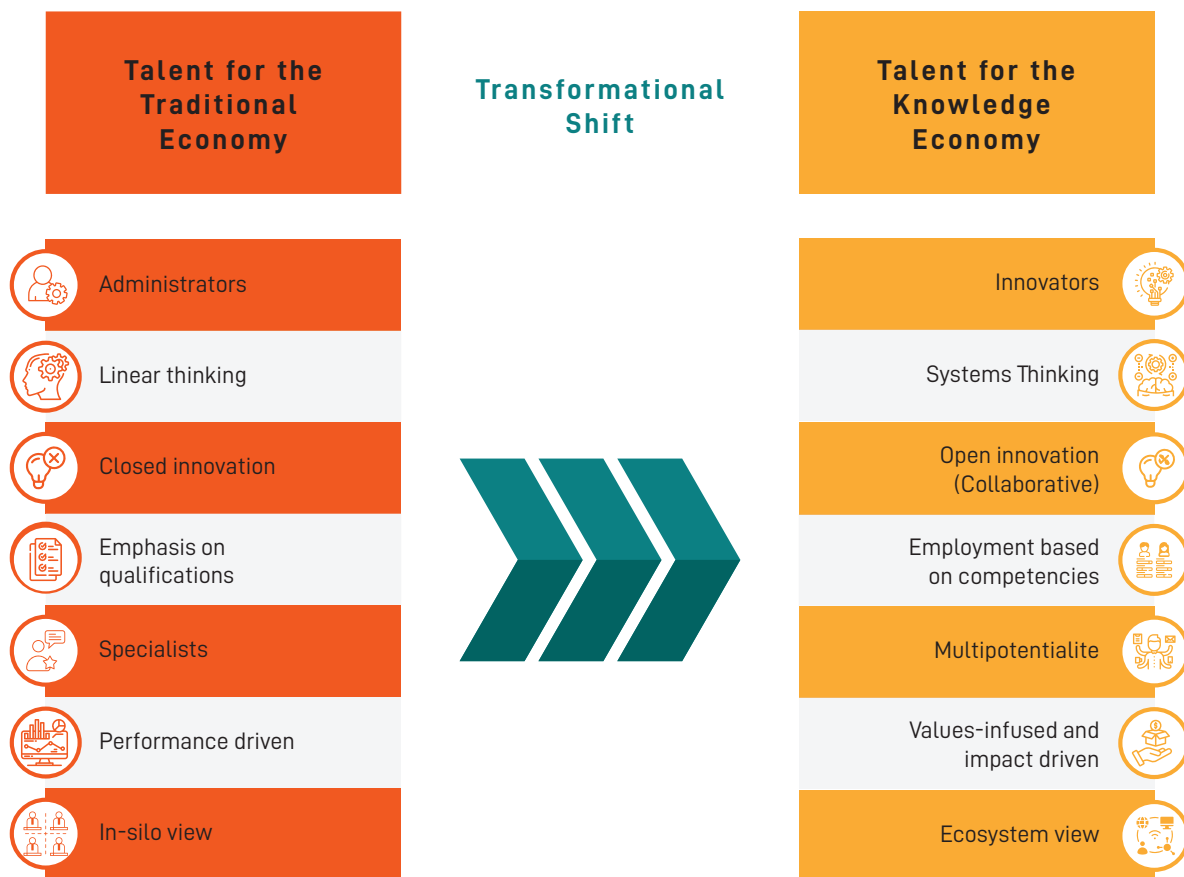 Talent for the
Traditional
Economy
Transformational
Shift
Talent for the
Knowledge
Economy
Administrators
Innovators
Linear thinking
Systems Thinking
Closed innovation
Open innovation
(Collaborative)
Emphasis on
qualifications
Employment based
on competencies
Specialists
Multipotentialite
Performance driven
Values-infused and
impact driven
In-silo view
Ecosystem view